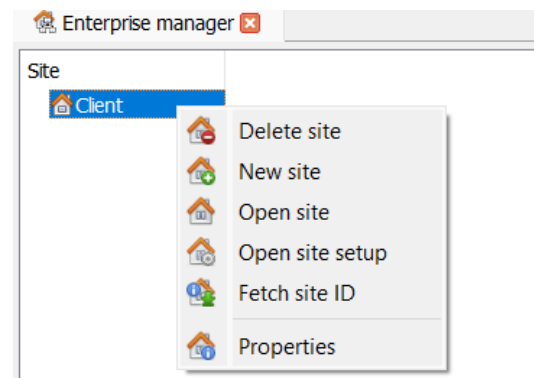 Enterprise manager
Site
Client
Delete site
New site
Open site
Open site setup
Fetch site ID
Properties